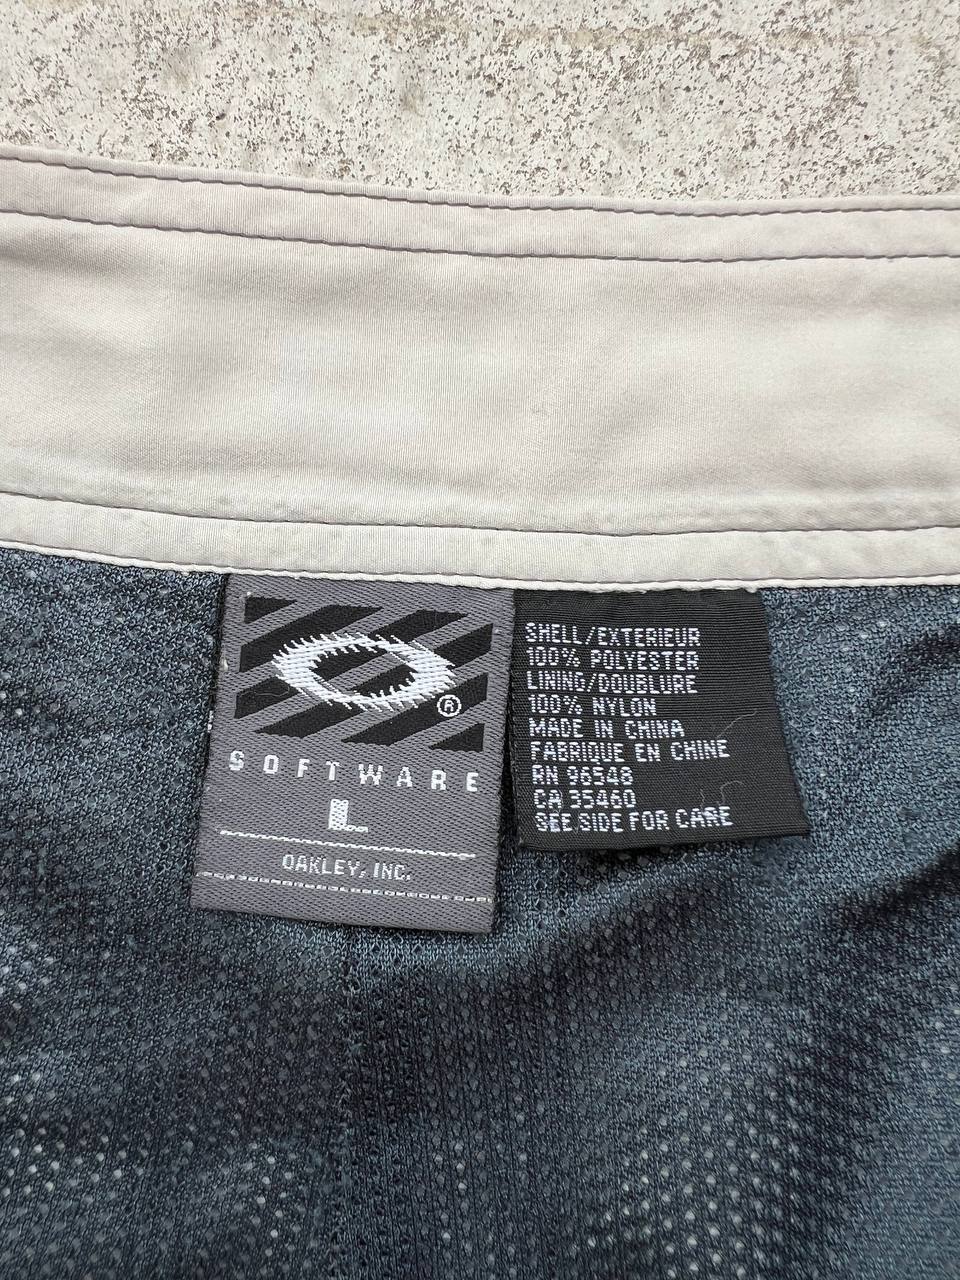 ®
SOFTWARE
L
OAKLEY, INC.
SHELL/EXTERIEUR
100% POLYESTER
LINING/DOUBLURE
100% NYLON
MADE IN CHINA
FABRIQUE EN CHINE
RN 96548
CA 35460
SEE SIDE FOR CARE